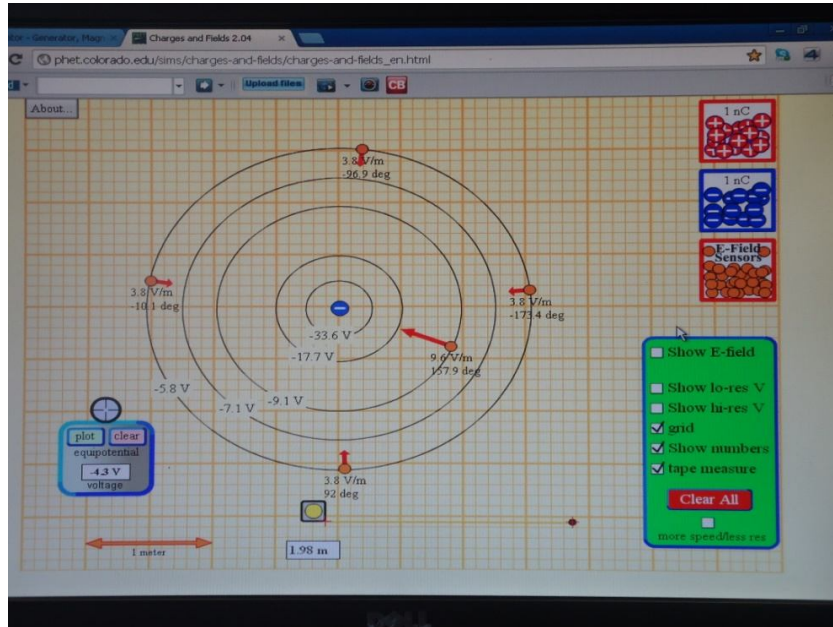 Charges and Fields 2.04
phet.colorado.edu/sims/charges-and-fields/charges-and-fields_en.html
Upload files
CB
About...
1 nC
1 nC
E-Field
Sensors
3.8 V/m
-96.9 deg
3.8 V/m
-10.1 deg
3.8 V/m
-173.4 deg
-33.6 V
-17.7 V
9.6 V/m
157.9 deg
-5.8 V
-7.1 V
-9.1 V
3.8 V/m
92 deg
plot
clear
equipotential
-4.3 V
voltage
Show E-field
Show lo-res V
Show hi-res V
grid
Show numbers
tape measure
Clear All
more speed/less res
1 meter
1.98 m
DELL